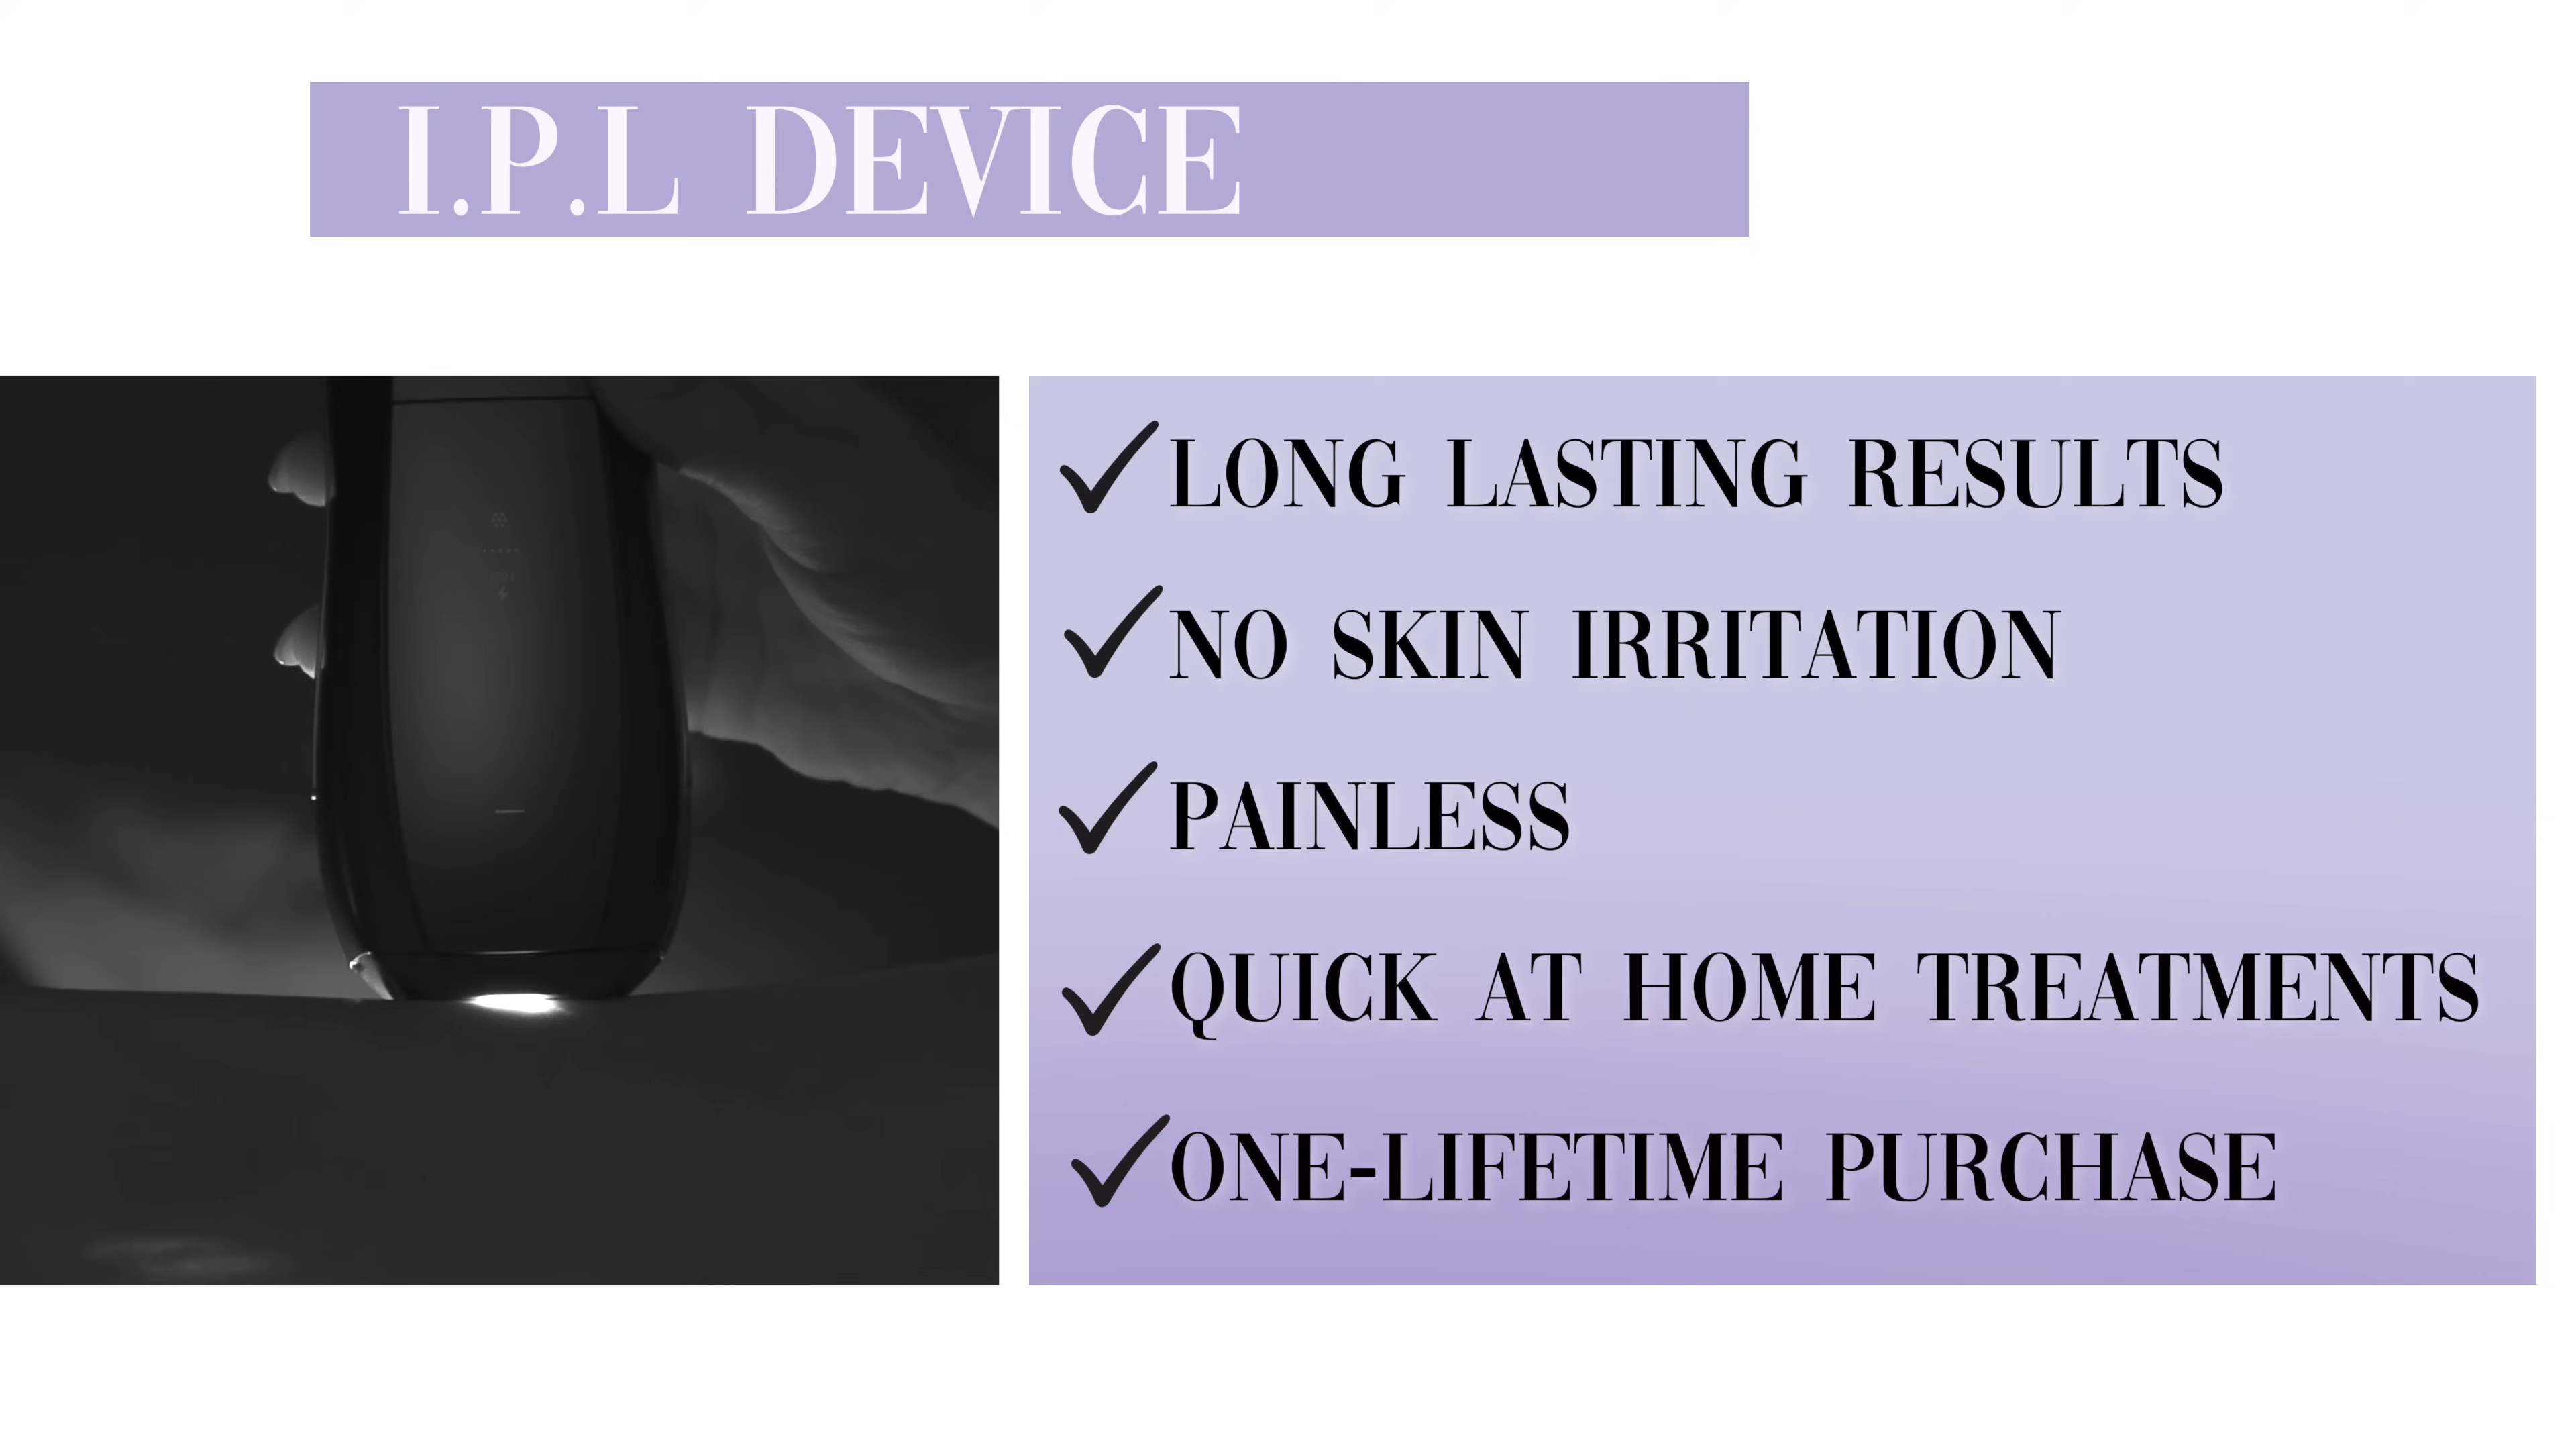 I.P.L DEVICE
LONG LASTING RESULTS
NO SKIN IRRITATION
PAINLESS
QUICK AT HOME TREATMENTS
ONE-LIFETIME PURCHASE